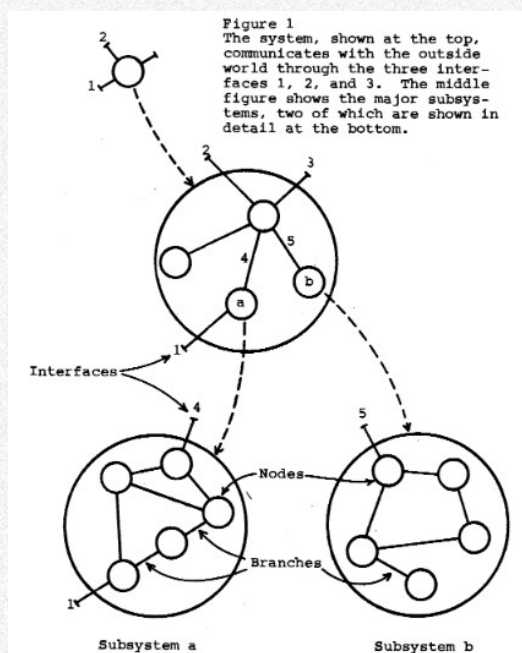 Figure 1
The system, shown at the top,
communicates with the outside
world through the three inter-
faces 1, 2, and 3. The middle
figure shows the major subsys-
tems, two of which are shown in
detail at the bottom.
2
1
2
3
5
4
b
a
1
Interfaces
4
5
Nodes
Branches
1
Subsystem a
Subsystem b